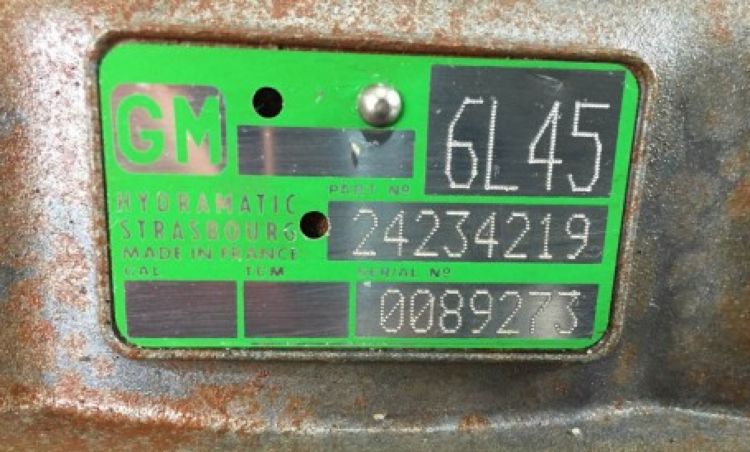 GM
6L45
PART Nº
HYDRAMATIC
STRASBOURG
24234219
MADE IN FRANCE
CAL TCM SERIAL Nº
0089273